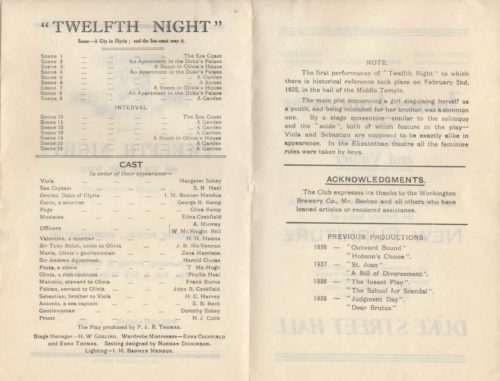 "TWELFTH NIGHT"
Scene—A City in Illyria; and the Sea-coast near it.
Scene 1 ... ... ... The Sea Coast
Scene 2 ... An Apartment in the Duke's Palace
Scene 3 ... ... A Room in Olivia's House
Scene 4 ... An Apartment in the Duke's Palace
Scene 5 ... ... ... A Garden
Scene 6 ... ... ... A Street
Scene 7 ... ... A Room in Olivia's House
Scene 8 ... An Apartment in the Duke's Palace
Scene 9 ... ... ... A Garden
INTERVAL
Scene 10 ... ... ... The Sea Coast
Scene 11 ... ... ... A Garden
Scene 12 ... ... ... A Garden
Scene 13 ... ... ... A Garden
Scene 14 ... ... A Room in Olivia's House
Scene 15 ... ... ... A Garden
Scene 16 ... ... ... A Garden
CAST
In order of their appearance—
Viola ... ... Margaret Sobey
Sea Captain ... ... S. B. Heal
Orsino, Duke of Illyria ... I. M. Banner Mendus
Curio, a courtier ... George R. Kemp
Page ... ... Olive Kemp
Musician ... ... Edna Cockfield
Officers ... A. Murray
W. McKnight Bell
Valentine, a courtier ... H. H. Hanna
Sir Toby Belch, uncle to Olivia ... J. S. McVeston
Maria, Olivia's gentlewoman ... Zena Harrison
Sir Andrew Aguecheek ... Harold Closes
Feste, a clown ... T. McHugh
Olivia, a rich countess ... Phyllis Heal
Malvolio, steward to Olivia ... Frank Burns
Fabian, servant to Olivia ... John E. Cockfield
Sebastian, brother to Viola ... H. C. Harvey
Antonio, a sea captain ... S. B. Beck
Gentlewoman ... ... Dorothy Sobey
Priest ... ... H. J. Cobb
The Play produced by P. J. R. Thomas.
Stage Manager—H. W. Gosling. Wardrobe Mistresses—Edna Cockfield
and Edna Thomas. Setting designed by Norman Dickinson.
Lighting—I. M. Banner Mendus.
NOTE.
The first performance of "Twelfth Night" to which
there is historical reference took place on February 2nd,
1602, in the hall of the Middle Temple.
The main plot concerning a girl disguising herself as
a youth, and being mistaken for her brother, was a common
one. By a stage convention—similar to the soliloquy
and the "aside", both of which feature in the play—
Viola and Sebastian are supposed to be exactly alike in
appearance. In the Elizabethan theatre all the feminine
roles were taken by boys.
ACKNOWLEDGMENTS.
The Club expresses its thanks to the Workington
Brewery Co., Mr. Beebee and all others who have
loaned articles or rendered assistance.
PREVIOUS PRODUCTIONS
1936 — "Outward Bound"
"Hobson's Choice".
1937 — "St. Joan"
"A Bill of Divorcement".
1938 — "The Insect Play"
"The School for Scandal".
1939 — "Judgment Day".
"Dear Brutus"
DUKE STREET HALL